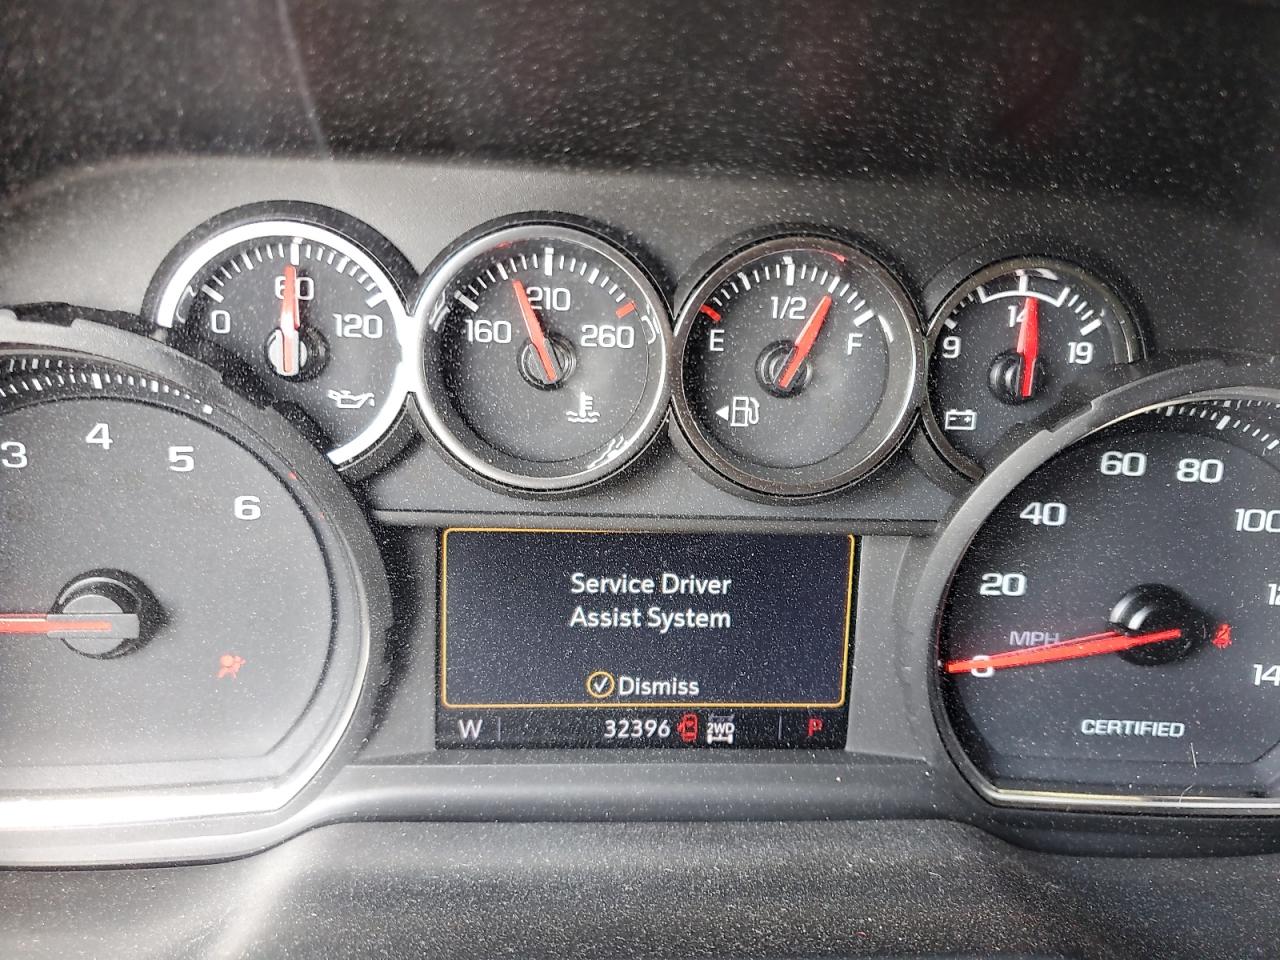 0 60 120
160 210 260
E 1/2 F
9 14 19
3 4 5 6
Service Driver
Assist System
Dismiss
W 32396 2WD P
0 20 40 60 80
MPH
CERTIFIED